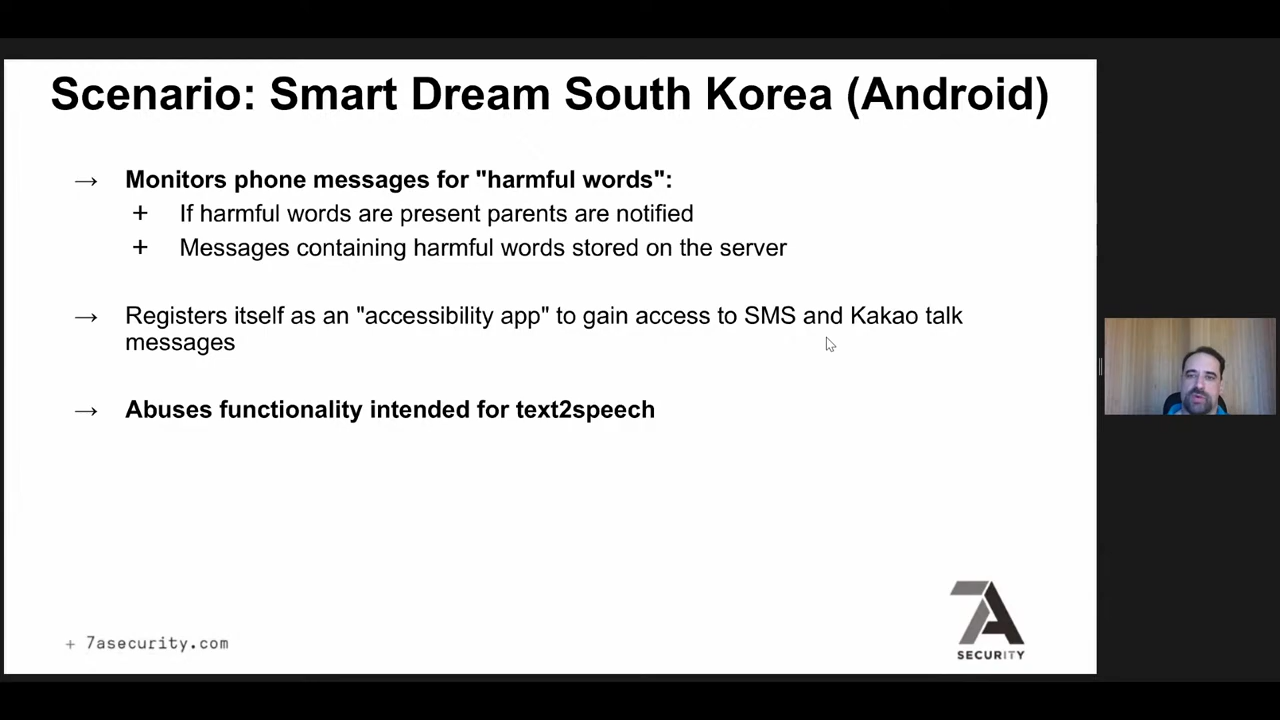 Scenario: Smart Dream South Korea (Android)
→ Monitors phone messages for "harmful words":
+ If harmful words are present parents are notified
+ Messages containing harmful words stored on the server
→ Registers itself as an "accessibility app" to gain access to SMS and Kakao talk
messages
→ Abuses functionality intended for text2speech
+ 7asecurity.com
7A
SECURITY